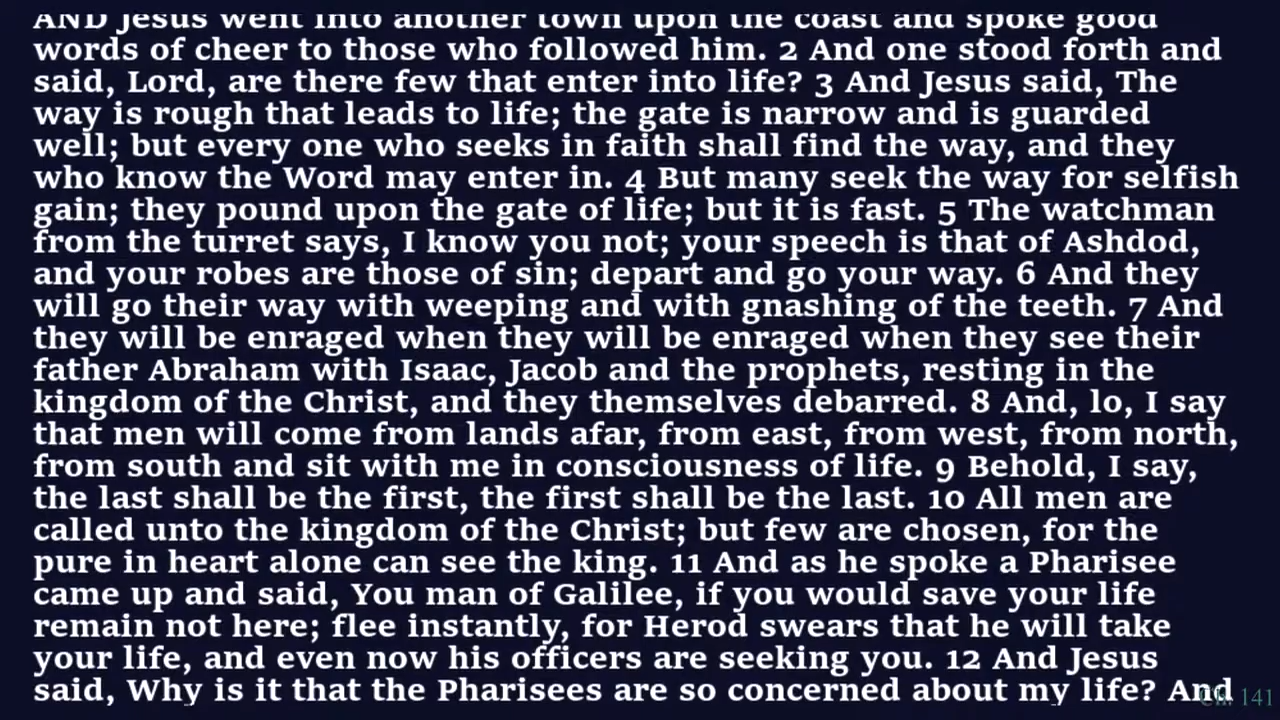 AND Jesus went into another town upon the coast and spoke good
words of cheer to those who followed him. 2 And one stood forth and
said, Lord, are there few that enter into life? 3 And Jesus said, The
way is rough that leads to life; the gate is narrow and is guarded
well; but every one who seeks in faith shall find the way, and they
who know the Word may enter in. 4 But many seek the way for selfish
gain; they pound upon the gate of life; but it is fast. 5 The watchman
from the turret says, I know you not; your speech is that of Ashdod,
and your robes are those of sin; depart and go your way. 6 And they
will go their way with weeping and with gnashing of the teeth. 7 And
they will be enraged when they will be enraged when they see their
father Abraham with Isaac, Jacob and the prophets, resting in the
kingdom of the Christ, and they themselves debarred. 8 And, lo, I say
that men will come from lands afar, from east, from west, from north,
from south and sit with me in consciousness of life. 9 Behold, I say,
the last shall be the first, the first shall be the last. 10 All men are
called unto the kingdom of the Christ; but few are chosen, for the
pure in heart alone can see the king. 11 And as he spoke a Pharisee
came up and said, You man of Galilee, if you would save your life
remain not here; flee instantly, for Herod swears that he will take
your life, and even now his officers are seeking you. 12 And Jesus
said, Why is it that the Pharisees are so concerned about my life? And
Ch. 141